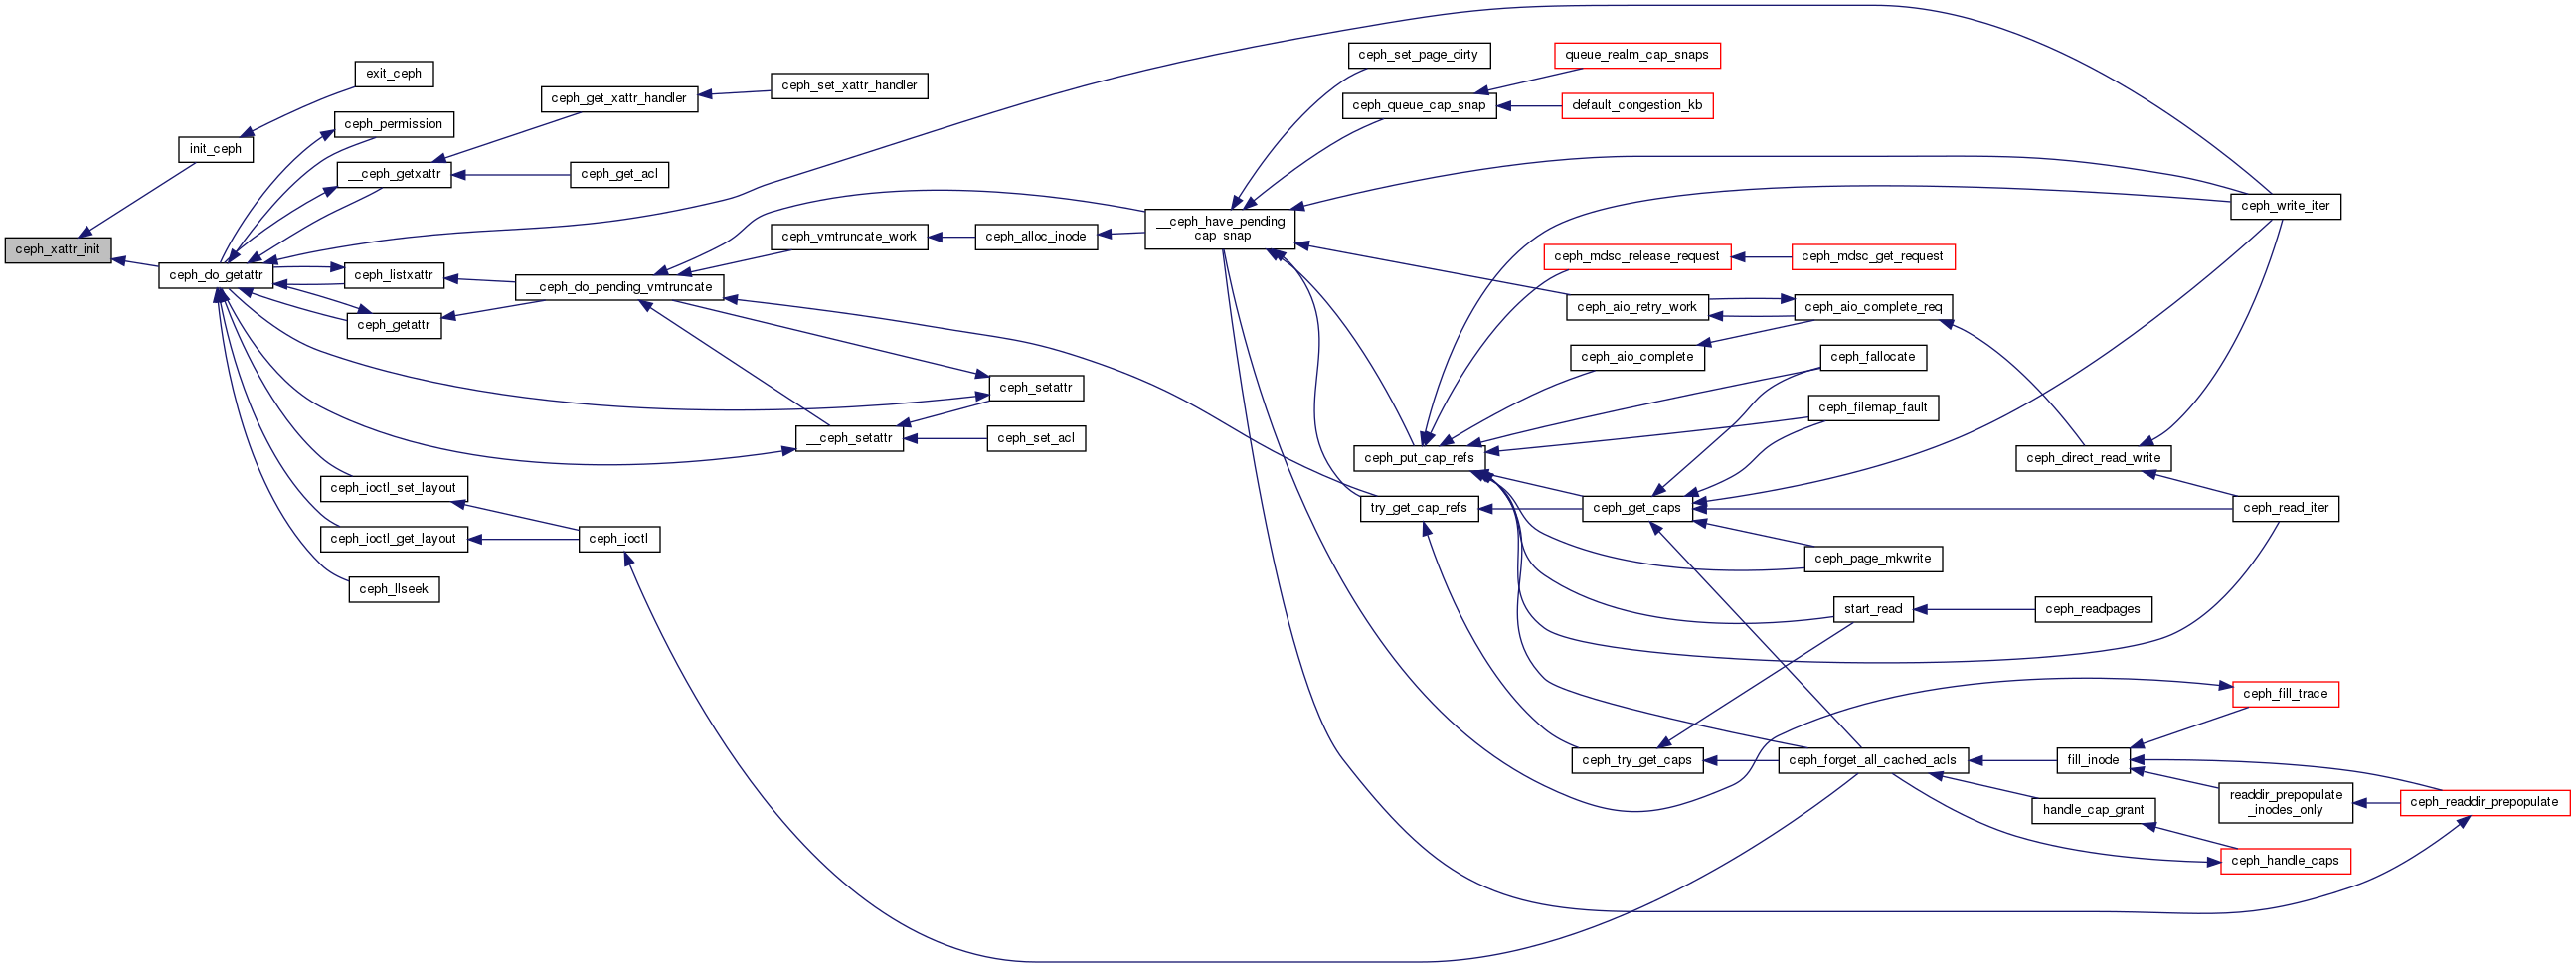 ceph_xattr_init
init_ceph
exit_ceph
ceph_do_getattr
ceph_permission
__ceph_getxattr
ceph_get_xattr_handler
ceph_set_xattr_handler
ceph_get_acl
ceph_listxattr
ceph_getattr
__ceph_do_pending_vmtruncate
ceph_vmtruncate_work
ceph_alloc_inode
ceph_setattr
__ceph_setattr
ceph_set_acl
ceph_ioctl_set_layout
ceph_ioctl_get_layout
ceph_ioctl
ceph_llseek
__ceph_have_pending
_cap_snap
ceph_set_page_dirty
ceph_queue_cap_snap
queue_realm_cap_snaps
default_congestion_kb
ceph_write_iter
ceph_mdsc_release_request
ceph_mdsc_get_request
ceph_aio_retry_work
ceph_aio_complete_req
ceph_aio_complete
ceph_fallocate
ceph_filemap_fault
ceph_put_cap_refs
ceph_direct_read_write
try_get_cap_refs
ceph_get_caps
ceph_read_iter
ceph_page_mkwrite
start_read
ceph_readpages
ceph_fill_trace
ceph_try_get_caps
ceph_forget_all_cached_acls
fill_inode
readdir_prepopulate
_inodes_only
ceph_readdir_prepopulate
handle_cap_grant
ceph_handle_caps